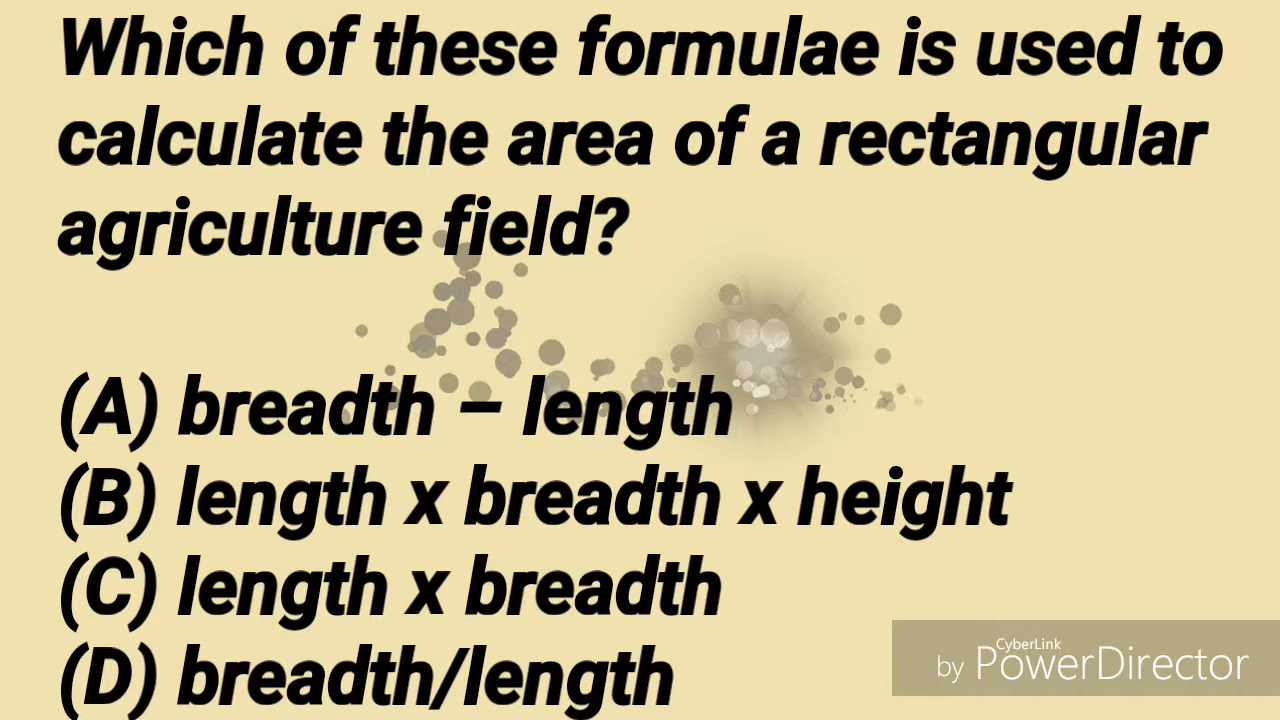 Which of these formulae is used to
calculate the area of a rectangular
agriculture field?
(A) breadth – length
(B) length x breadth x height
(C) length x breadth
(D) breadth/length
CyberLink
by PowerDirector